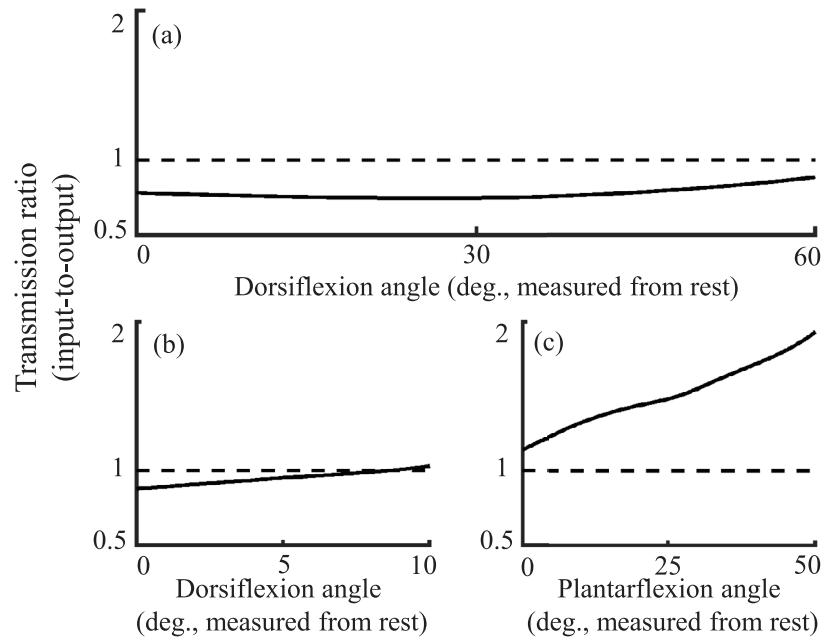 2
(a)
1
0.5
0
30
60
Dorsiflexion angle (deg., measured from rest)
Transmission ratio
(input-to-output)
2
(b)
1
0.5
0
5
10
Dorsiflexion angle
(deg., measured from rest)
2
(c)
1
0.5
0
25
50
Plantarflexion angle
(deg., measured from rest)